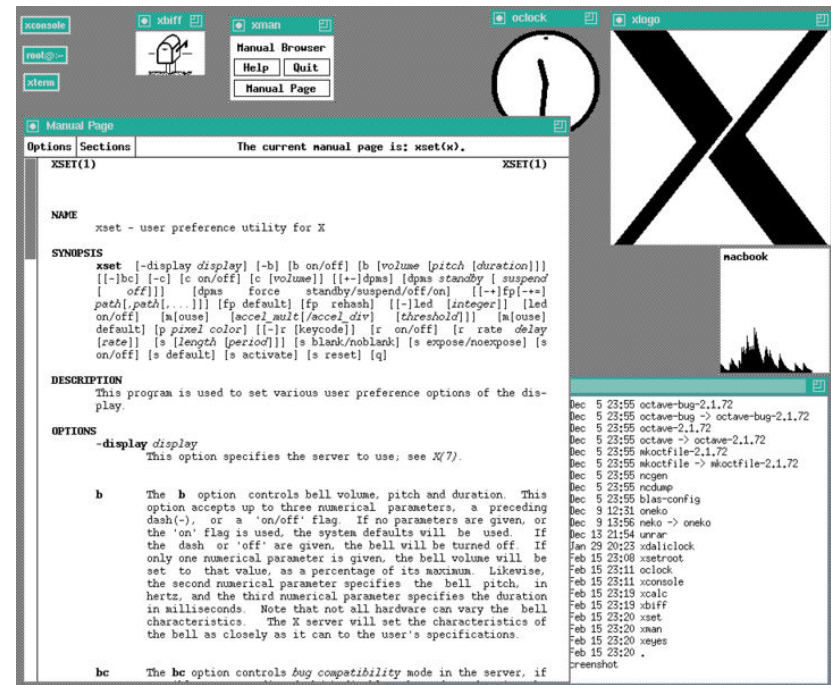 xconsole
xbiff
xman
oclock
xlogo
root@:~
xterm
Manual Browser
Help Quit
Manual Page
Manual Page
Options Sections The current manual page is: xset(x).
XSET(1) XSET(1)
NAME
xset - user preference utility for X
SYNOPSIS
xset [-display display] [-b] [b on/off] [b [volume [pitch [duration]]]
[[-]bc] [-c] [c on/off] [c [volume]] [[+-]dpms] [dpms standby [ suspend
[ off]]] [dpms force standby/suspend/off/on] [[-+]fp[-+=]
path[,path[,...]]] [fp default] [fp rehash] [[-]led [integer]] [led
on/off] [m[ouse] [accel_mult[/accel_div] [threshold]]] [m[ouse]
default] [p pixel color] [[-]r [keycode]] [r on/off] [r rate delay
[rate]] [s [length [period]]] [s blank/noblank] [s expose/noexpose] [s
on/off] [s default] [s activate] [s reset] [q]
DESCRIPTION
This program is used to set various user preference options of the dis-
play.
OPTIONS
-display display
This option specifies the server to use; see X(7).
b The b option controls bell volume, pitch and duration. This
option accepts up to three numerical parameters, a preceding
dash(-), or a 'on/off' flag. If no parameters are given, or
the 'on' flag is used, the system defaults will be used. If
the dash or 'off' are given, the bell will be turned off. If
only one numerical parameter is given, the bell volume will be
set to that value, as a percentage of its maximum. Likewise,
the second numerical parameter specifies the bell pitch, in
hertz, and the third numerical parameter specifies the duration
in milliseconds. Note that not all hardware can vary the bell
characteristics. The X server will set the characteristics of
the bell as closely as it can to the user's specifications.
bc The bc option controls bug compatibility mode in the server, if
macbook
Dec 5 23:55 octave-bug-2.1.72
Dec 5 23:55 octave-bug -> octave-bug-2.1.72
Dec 5 23:55 octave-2.1.72
Dec 5 23:55 octave -> octave-2.1.72
Dec 5 23:55 mkoctfile-2.1.72
Dec 5 23:55 mkoctfile -> mkoctfile-2.1.72
Dec 5 23:55 ncgen
Dec 5 23:55 ncdump
Dec 5 23:55 blas-config
Dec 9 12:31 oneko
Dec 9 13:56 neko -> oneko
Dec 13 21:54 unrar
Jan 29 20:23 xdaliclock
Feb 15 23:08 xsetroot
Feb 15 23:11 oclock
Feb 15 23:11 xconsole
Feb 15 23:19 xcalc
Feb 15 23:19 xbiff
Feb 15 23:20 xset
Feb 15 23:20 xman
Feb 15 23:20 xeyes
Feb 15 23:20 .
creenshot